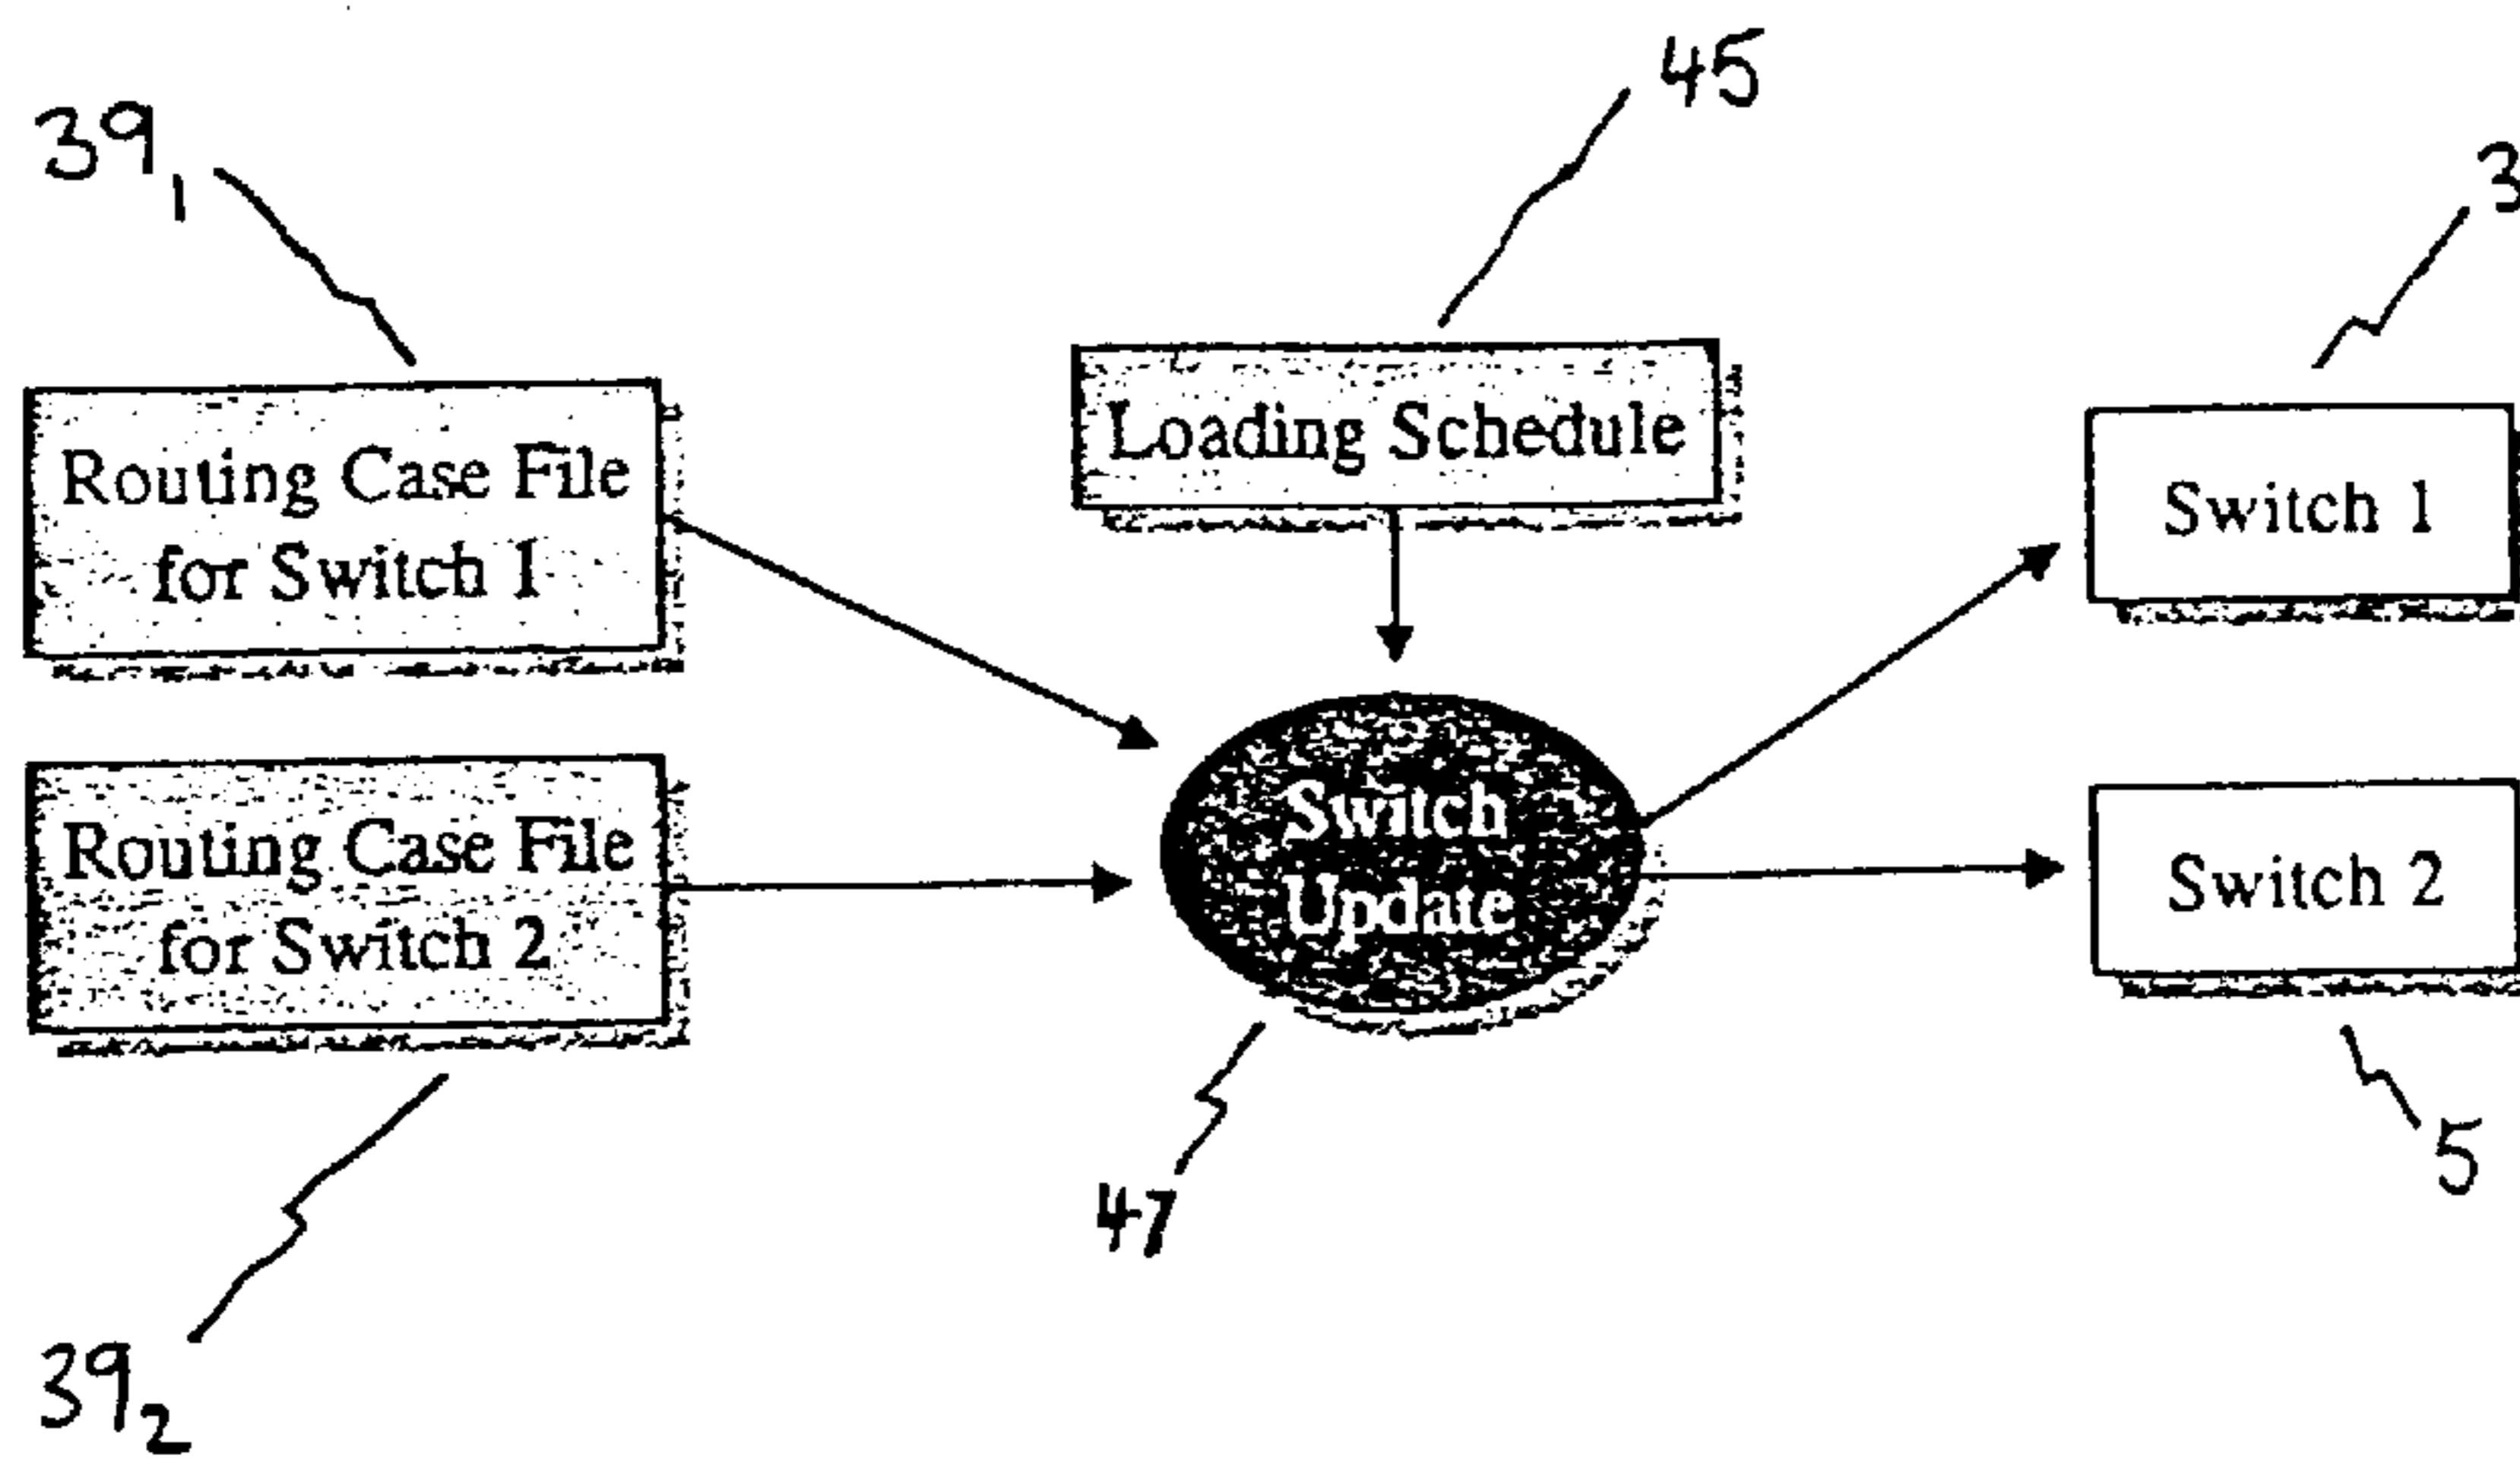 45
39₁
3
Routing Case File
for Switch 1
Loading Schedule
Switch 1
Routing Case File
for Switch 2
Switch
Update
Switch 2
47
5
39₂